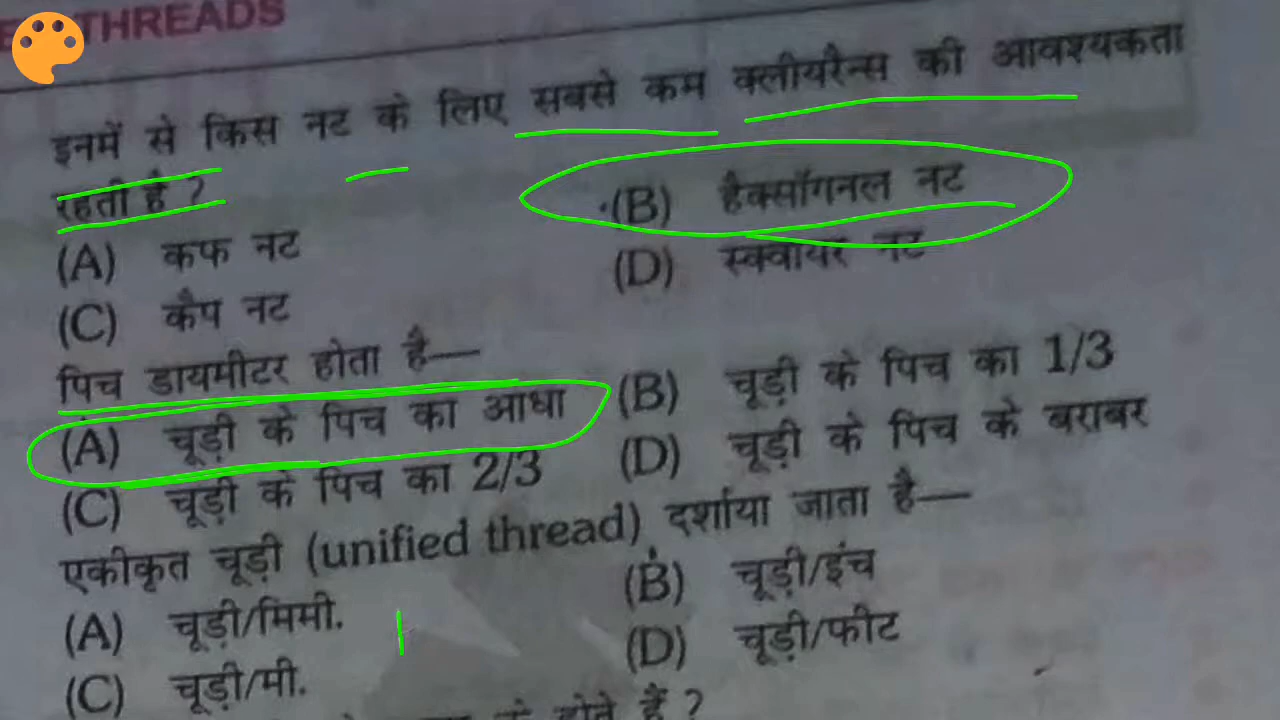 THREADS
इनमें से किस नट के लिए सबसे कम क्लीयरैन्स की आवश्यकता
रहती है ?
(A) कफ नट (B) हैक्सॉगनल नट
(C) कैप नट (D) स्क्वायर नट
पिच डायमीटर होता है—
(A) चूड़ी के पिच का आधा (B) चूड़ी के पिच का 1/3
(C) चूड़ी के पिच का 2/3 (D) चूड़ी के पिच के बराबर
एकीकृत चूड़ी (unified thread) दर्शाया जाता है—
(A) चूड़ी/मिमी. (B) चूड़ी/इंच
(C) चूड़ी/मी. (D) चूड़ी/फीट
होते हैं ?